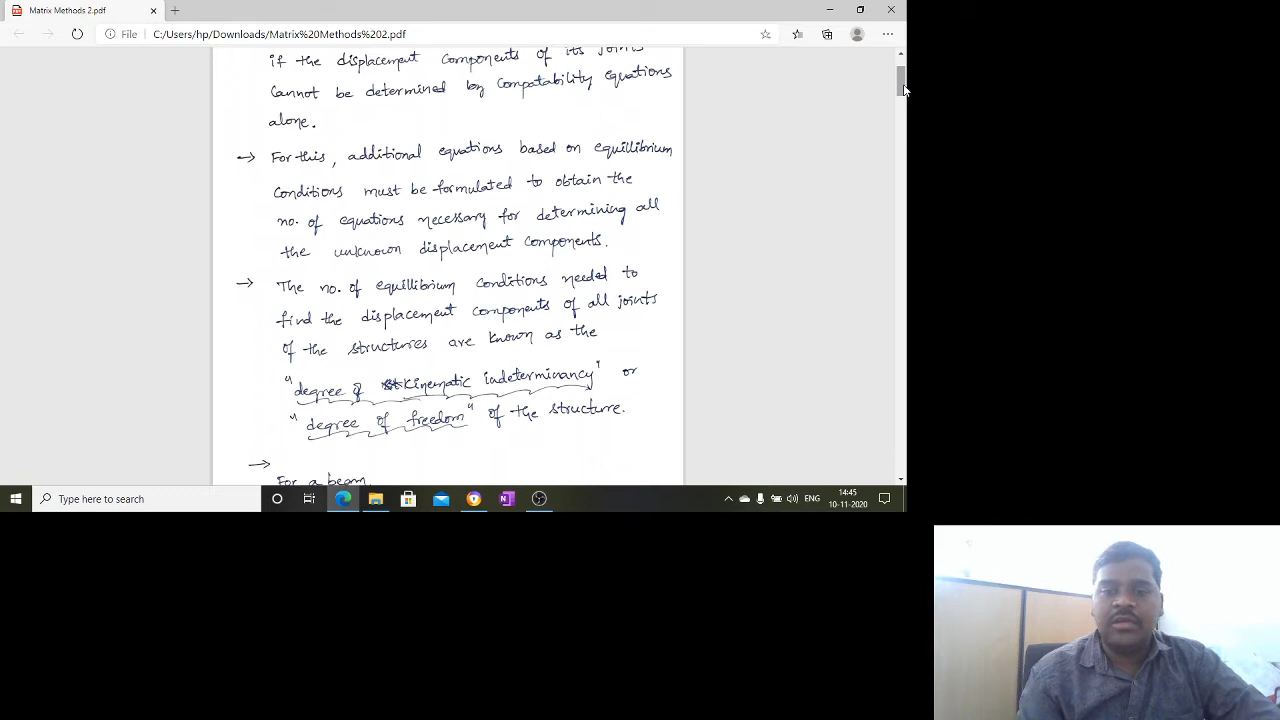 Matrix Methods 2.pdf
File C:/Users/hp/Downloads/Matrix%20Methods%202.pdf
if the displacement components of its joints
cannot be determined by compatability equations
alone.
→ For this, additional equations based on equillibrium
conditions must be formulated to obtain the
no. of equations necessary for determining all
the unknown displacement components.
→ The no. of equillibrium conditions needed to
find the displacement components of all joints
of the structures are known as the
"degree of kinematic indeterminancy" or
"degree of freedom" of the structure.
→
For a beam,
Type here to search
ENG
14:45
10-11-2020